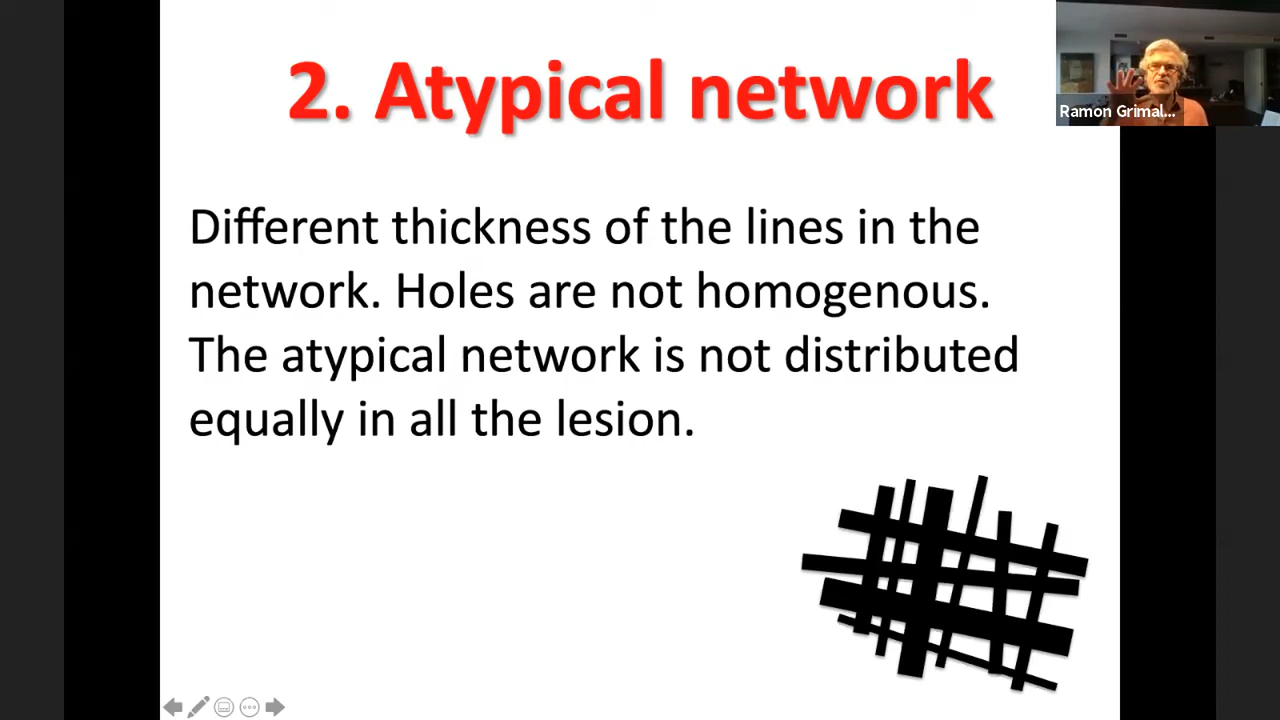 2. Atypical network
Ramon Grimal...
Different thickness of the lines in the
network. Holes are not homogenous.
The atypical network is not distributed
equally in all the lesion.